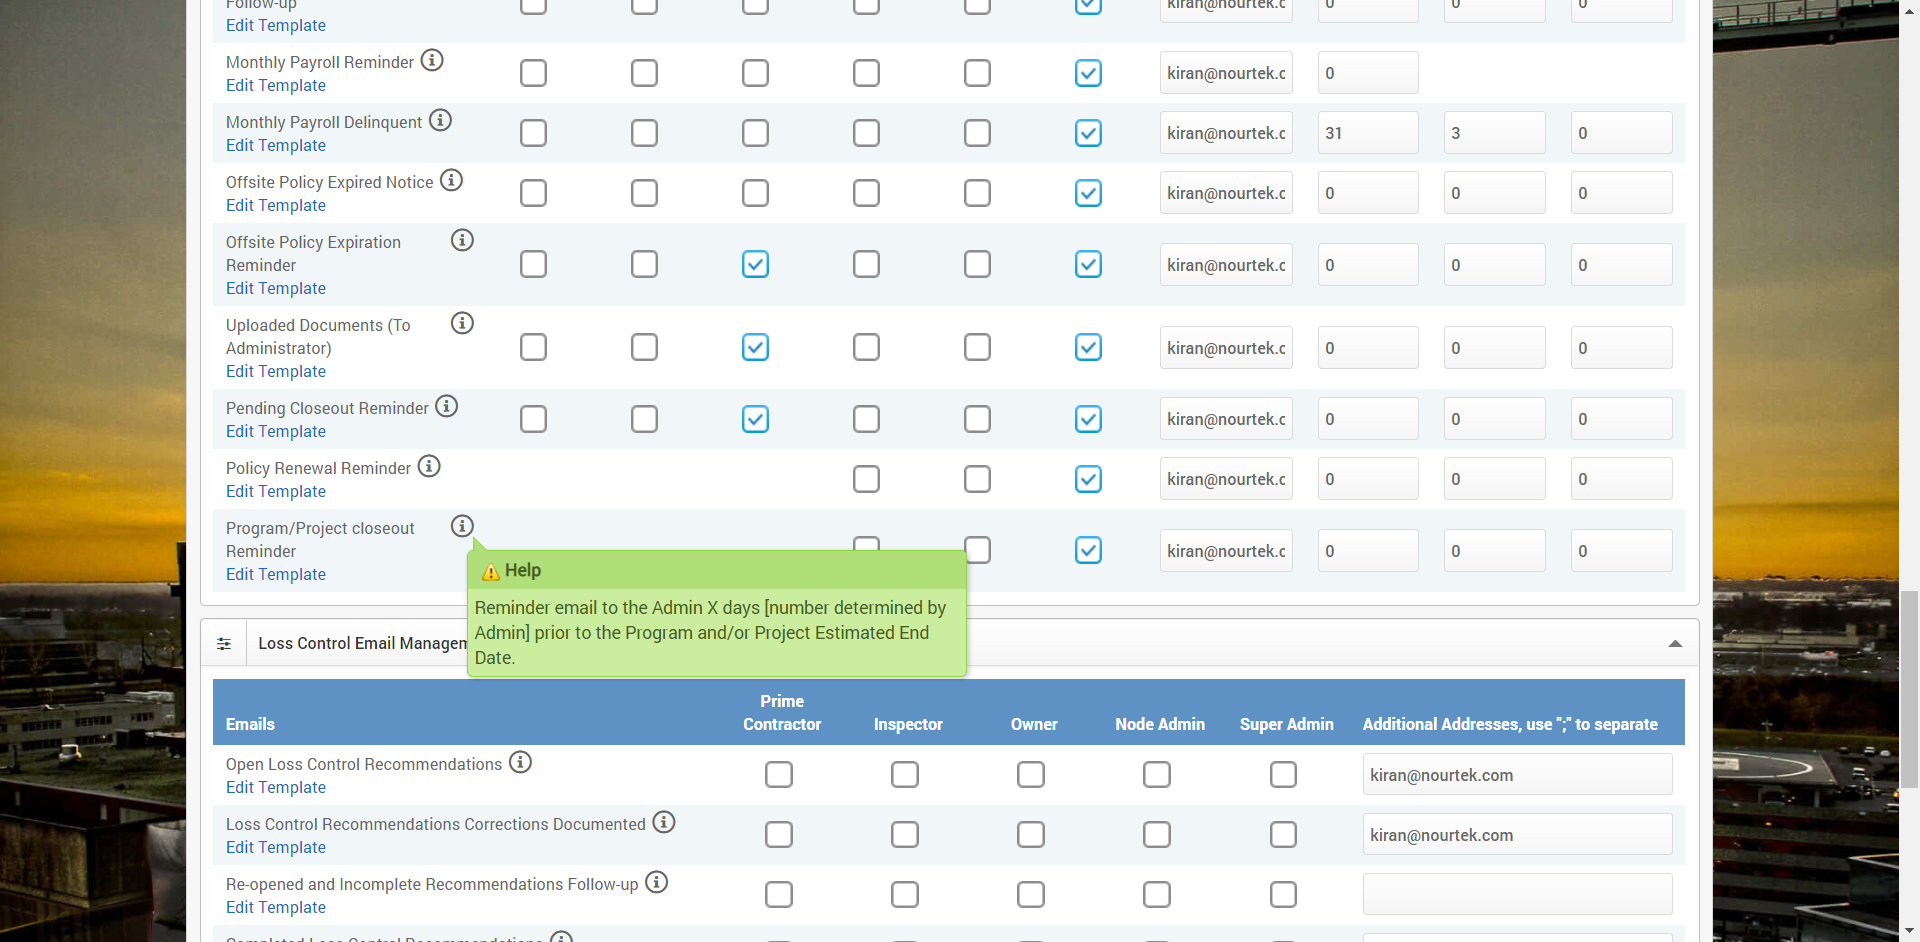 Follow-up
Edit Template
kiran@nourtek.c 0 0 0
Monthly Payroll Reminder
Edit Template
kiran@nourtek.c 0
Monthly Payroll Delinquent
Edit Template
kiran@nourtek.c 31 3 0
Offsite Policy Expired Notice
Edit Template
kiran@nourtek.c 0 0 0
Offsite Policy Expiration
Reminder
Edit Template
kiran@nourtek.c 0 0 0
Uploaded Documents (To
Administrator)
Edit Template
kiran@nourtek.c 0 0 0
Pending Closeout Reminder
Edit Template
kiran@nourtek.c 0 0 0
Policy Renewal Reminder
Edit Template
kiran@nourtek.c 0 0 0
Program/Project closeout
Reminder
Edit Template
kiran@nourtek.c 0 0 0
Help
Reminder email to the Admin X days [number determined by
Admin] prior to the Program and/or Project Estimated End
Date.
Loss Control Email Managem
Emails Prime Contractor Inspector Owner Node Admin Super Admin Additional Addresses, use ";" to separate
Open Loss Control Recommendations
Edit Template
kiran@nourtek.com
Loss Control Recommendations Corrections Documented
Edit Template
kiran@nourtek.com
Re-opened and Incomplete Recommendations Follow-up
Edit Template
Completed Loss Control Recommendations